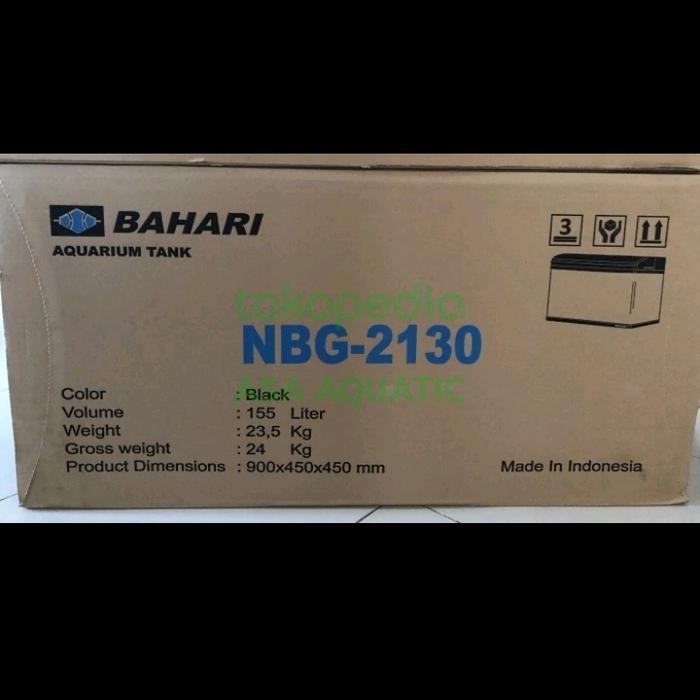 BAHARI
AQUARIUM TANK
3
tokopedia
NBG-2130
ASA AQUATIC
Color : Black
Volume : 155 Liter
Weight : 23,5 Kg
Gross weight : 24 Kg
Product Dimensions : 900x450x450 mm
Made In Indonesia